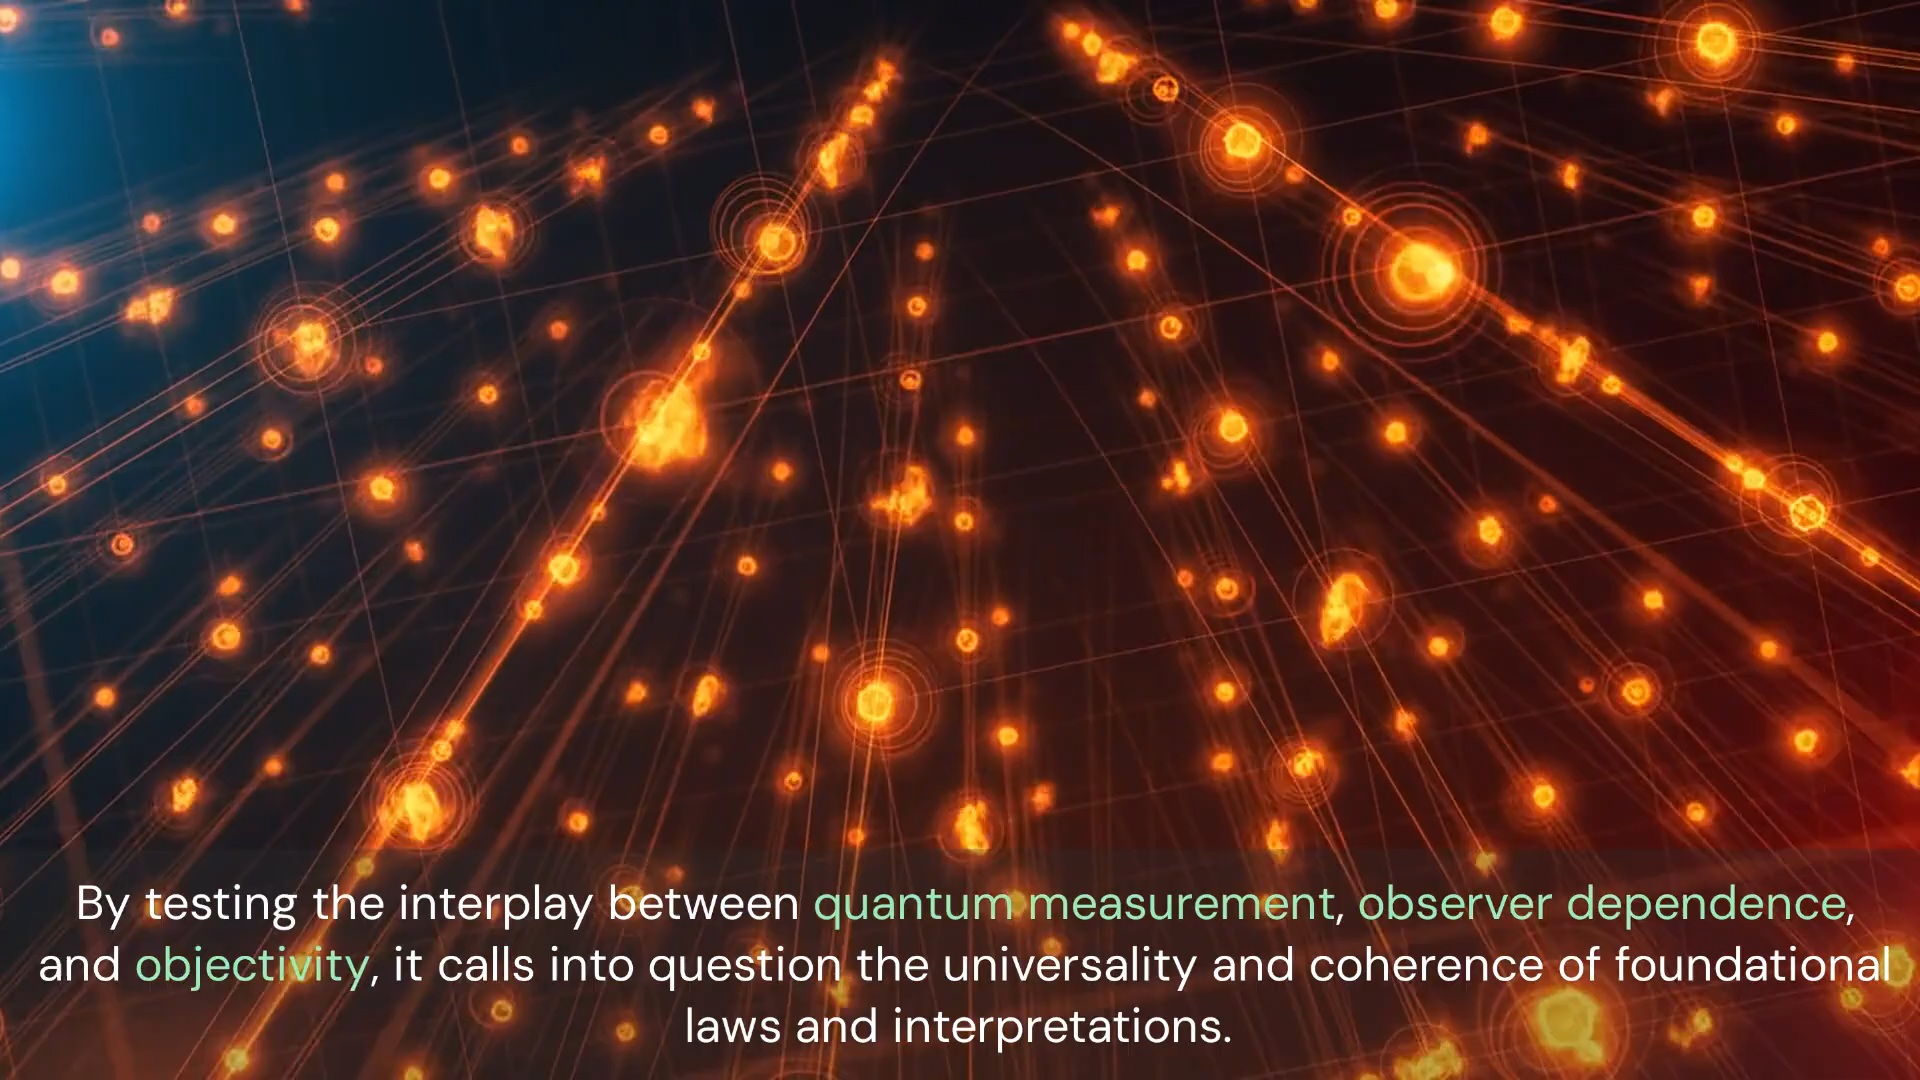 By testing the interplay between quantum measurement, observer dependence,
and objectivity, it calls into question the universality and coherence of foundational
laws and interpretations.